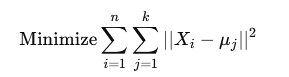 Minimize $\sum_{i=1}^{n} \sum_{j=1}^{k} ||X_i - \mu_j||^2$